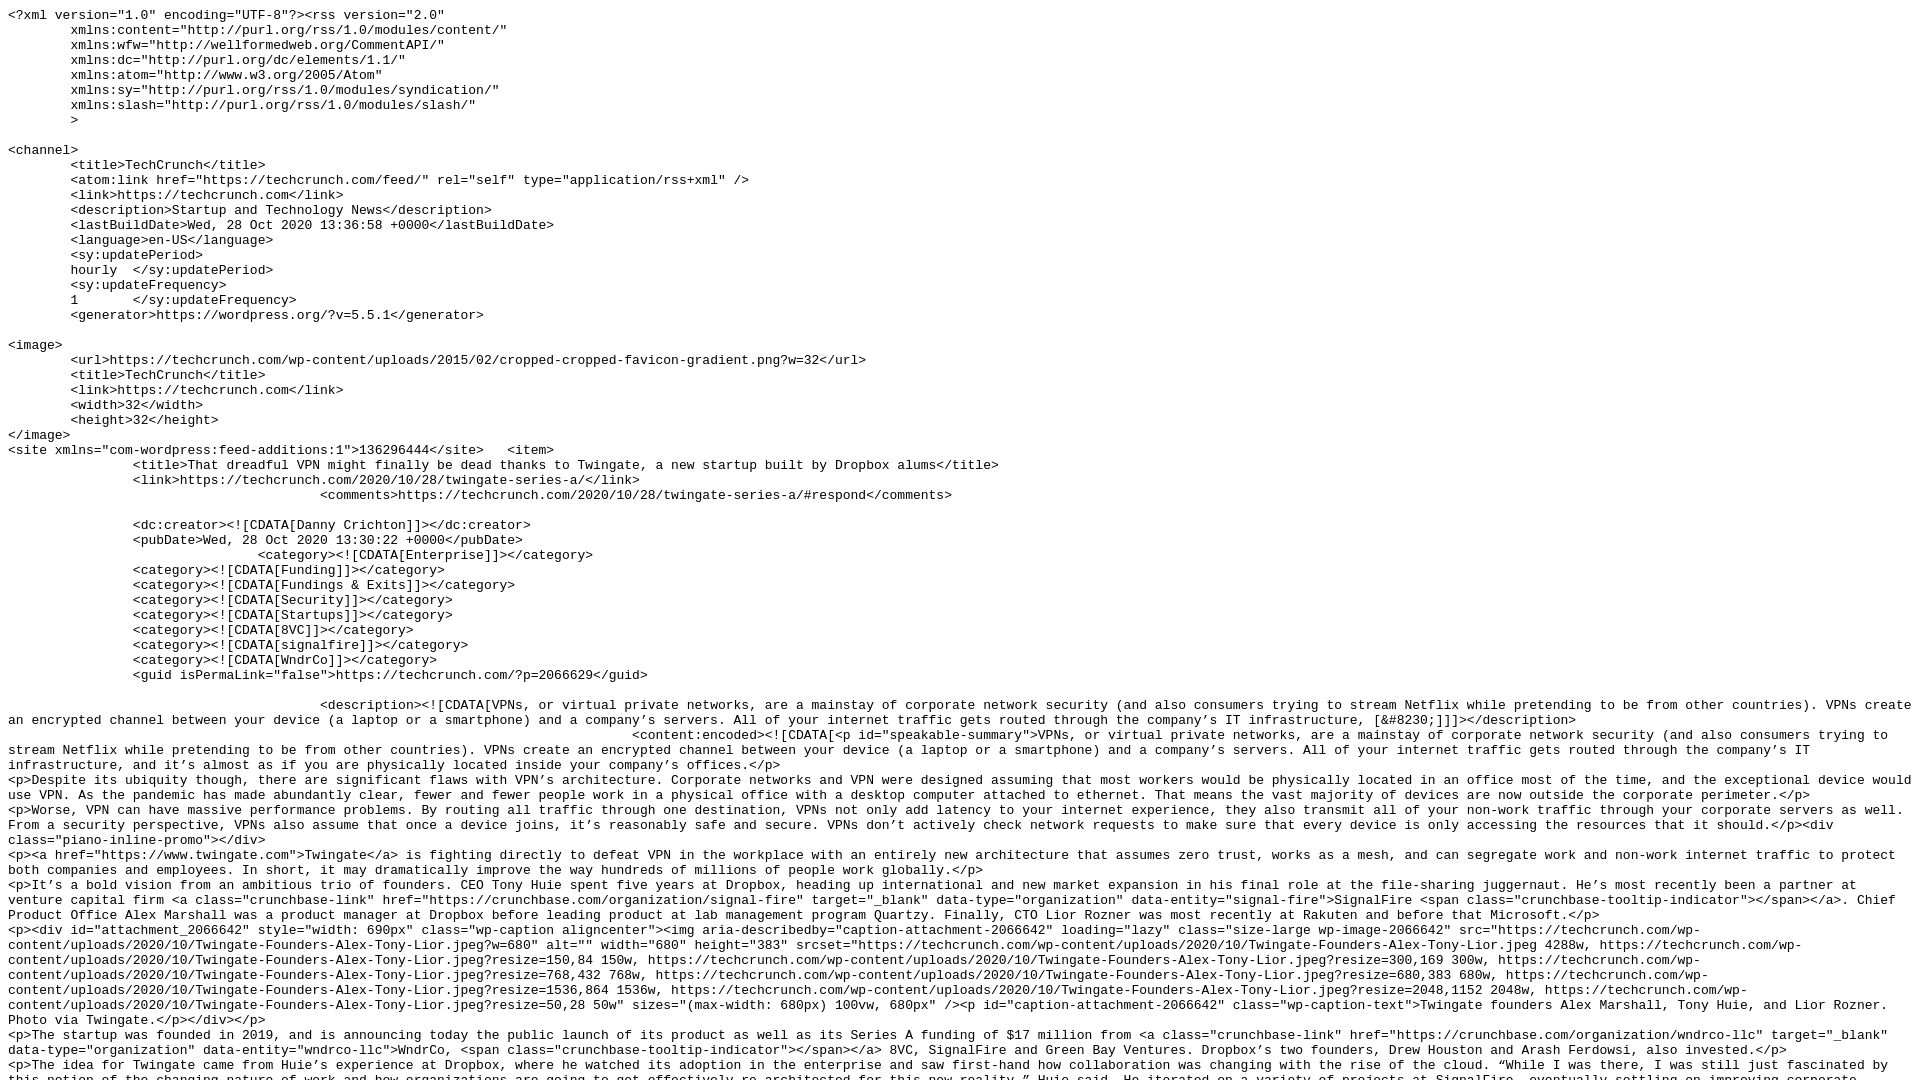 <?xml version="1.0" encoding="UTF-8"?><rss version="2.0"
xmlns:content="http://purl.org/rss/1.0/modules/content/"
xmlns:wfw="http://wellformedweb.org/CommentAPI/"
xmlns:dc="http://purl.org/dc/elements/1.1/"
xmlns:atom="http://www.w3.org/2005/Atom"
xmlns:sy="http://purl.org/rss/1.0/modules/syndication/"
xmlns:slash="http://purl.org/rss/1.0/modules/slash/"
>
<channel>
<title>TechCrunch</title>
<atom:link href="https://techcrunch.com/feed/" rel="self" type="application/rss+xml" />
<link>https://techcrunch.com</link>
<description>Startup and Technology News</description>
<lastBuildDate>Wed, 28 Oct 2020 13:36:58 +0000</lastBuildDate>
<language>en-US</language>
<sy:updatePeriod>
hourly  </sy:updatePeriod>
<sy:updateFrequency>
1       </sy:updateFrequency>
<generator>https://wordpress.org/?v=5.5.1</generator>
<image>
<url>https://techcrunch.com/wp-content/uploads/2015/02/cropped-cropped-favicon-gradient.png?w=32</url>
<title>TechCrunch</title>
<link>https://techcrunch.com</link>
<width>32</width>
<height>32</height>
</image>
<site xmlns="com-wordpress:feed-additions:1">136296444</site>   <item>
<title>That dreadful VPN might finally be dead thanks to Twingate, a new startup built by Dropbox alums</title>
<link>https://techcrunch.com/2020/10/28/twingate-series-a/</link>
<comments>https://techcrunch.com/2020/10/28/twingate-series-a/#respond</comments>
<dc:creator><![CDATA[Danny Crichton]]></dc:creator>
<pubDate>Wed, 28 Oct 2020 13:30:22 +0000</pubDate>
<category><![CDATA[Enterprise]]></category>
<category><![CDATA[Funding]]></category>
<category><![CDATA[Fundings & Exits]]></category>
<category><![CDATA[Security]]></category>
<category><![CDATA[Startups]]></category>
<category><![CDATA[8VC]]></category>
<category><![CDATA[signalfire]]></category>
<category><![CDATA[WndrCo]]></category>
<guid isPermaLink="false">https://techcrunch.com/?p=2066629</guid>
<description><![CDATA[VPNs, or virtual private networks, are a mainstay of corporate network security (and also consumers trying to stream Netflix while pretending to be from other countries). VPNs create
an encrypted channel between your device (a laptop or a smartphone) and a company’s servers. All of your internet traffic gets routed through the company’s IT infrastructure, [&#8230;]]]></description>
<content:encoded><![CDATA[<p id="speakable-summary">VPNs, or virtual private networks, are a mainstay of corporate network security (and also consumers trying to
stream Netflix while pretending to be from other countries). VPNs create an encrypted channel between your device (a laptop or a smartphone) and a company’s servers. All of your internet traffic gets routed through the company’s IT
infrastructure, and it’s almost as if you are physically located inside your company’s offices.</p>
<p>Despite its ubiquity though, there are significant flaws with VPN’s architecture. Corporate networks and VPN were designed assuming that most workers would be physically located in an office most of the time, and the exceptional device would
use VPN. As the pandemic has made abundantly clear, fewer and fewer people work in a physical office with a desktop computer attached to ethernet. That means the vast majority of devices are now outside the corporate perimeter.</p>
<p>Worse, VPN can have massive performance problems. By routing all traffic through one destination, VPNs not only add latency to your internet experience, they also transmit all of your non-work traffic through your corporate servers as well.
From a security perspective, VPNs also assume that once a device joins, it’s reasonably safe and secure. VPNs don’t actively check network requests to make sure that every device is only accessing the resources that it should.</p><div
class="piano-inline-promo"></div>
<p><a href="https://www.twingate.com">Twingate</a> is fighting directly to defeat VPN in the workplace with an entirely new architecture that assumes zero trust, works as a mesh, and can segregate work and non-work internet traffic to protect
both companies and employees. In short, it may dramatically improve the way hundreds of millions of people work globally.</p>
<p>It’s a bold vision from an ambitious trio of founders. CEO Tony Huie spent five years at Dropbox, heading up international and new market expansion in his final role at the file-sharing juggernaut. He’s most recently been a partner at
venture capital firm <a class="crunchbase-link" href="https://crunchbase.com/organization/signal-fire" target="_blank" data-type="organization" data-entity="signal-fire">SignalFire <span class="crunchbase-tooltip-indicator"></span></a>. Chief
Product Office Alex Marshall was a product manager at Dropbox before leading product at lab management program Quartzy. Finally, CTO Lior Rozner was most recently at Rakuten and before that Microsoft.</p>
<p><div id="attachment_2066642" style="width: 690px" class="wp-caption aligncenter"><img aria-describedby="caption-attachment-2066642" loading="lazy" class="size-large wp-image-2066642" src="https://techcrunch.com/wp-
content/uploads/2020/10/Twingate-Founders-Alex-Tony-Lior.jpeg?w=680" alt="" width="680" height="383" srcset="https://techcrunch.com/wp-content/uploads/2020/10/Twingate-Founders-Alex-Tony-Lior.jpeg 4288w, https://techcrunch.com/wp-
content/uploads/2020/10/Twingate-Founders-Alex-Tony-Lior.jpeg?resize=150,84 150w, https://techcrunch.com/wp-content/uploads/2020/10/Twingate-Founders-Alex-Tony-Lior.jpeg?resize=300,169 300w, https://techcrunch.com/wp-
content/uploads/2020/10/Twingate-Founders-Alex-Tony-Lior.jpeg?resize=768,432 768w, https://techcrunch.com/wp-content/uploads/2020/10/Twingate-Founders-Alex-Tony-Lior.jpeg?resize=680,383 680w, https://techcrunch.com/wp-
content/uploads/2020/10/Twingate-Founders-Alex-Tony-Lior.jpeg?resize=1536,864 1536w, https://techcrunch.com/wp-content/uploads/2020/10/Twingate-Founders-Alex-Tony-Lior.jpeg?resize=2048,1152 2048w, https://techcrunch.com/wp-
content/uploads/2020/10/Twingate-Founders-Alex-Tony-Lior.jpeg?resize=50,28 50w" sizes="(max-width: 680px) 100vw, 680px" /><p id="caption-attachment-2066642" class="wp-caption-text">Twingate founders Alex Marshall, Tony Huie, and Lior Rozner.
Photo via Twingate.</p></div></p>
<p>The startup was founded in 2019, and is announcing today the public launch of its product as well as its Series A funding of $17 million from <a class="crunchbase-link" href="https://crunchbase.com/organization/wndrco-llc" target="_blank"
data-type="organization" data-entity="wndrco-llc">WndrCo, <span class="crunchbase-tooltip-indicator"></span></a> 8VC, SignalFire and Green Bay Ventures. Dropbox’s two founders, Drew Houston and Arash Ferdowsi, also invested.</p>
<p>The idea for Twingate came from Huie’s experience at Dropbox, where he watched its adoption in the enterprise and saw first-hand how collaboration was changing with the rise of the cloud. “While I was there, I was still just fascinated by
this notion of the changing nature of work and how organizations are going to get effectively re-architected for this new reality,” Huie said. He iterated on a variety of projects at SignalFire, eventually settling on improving corporate